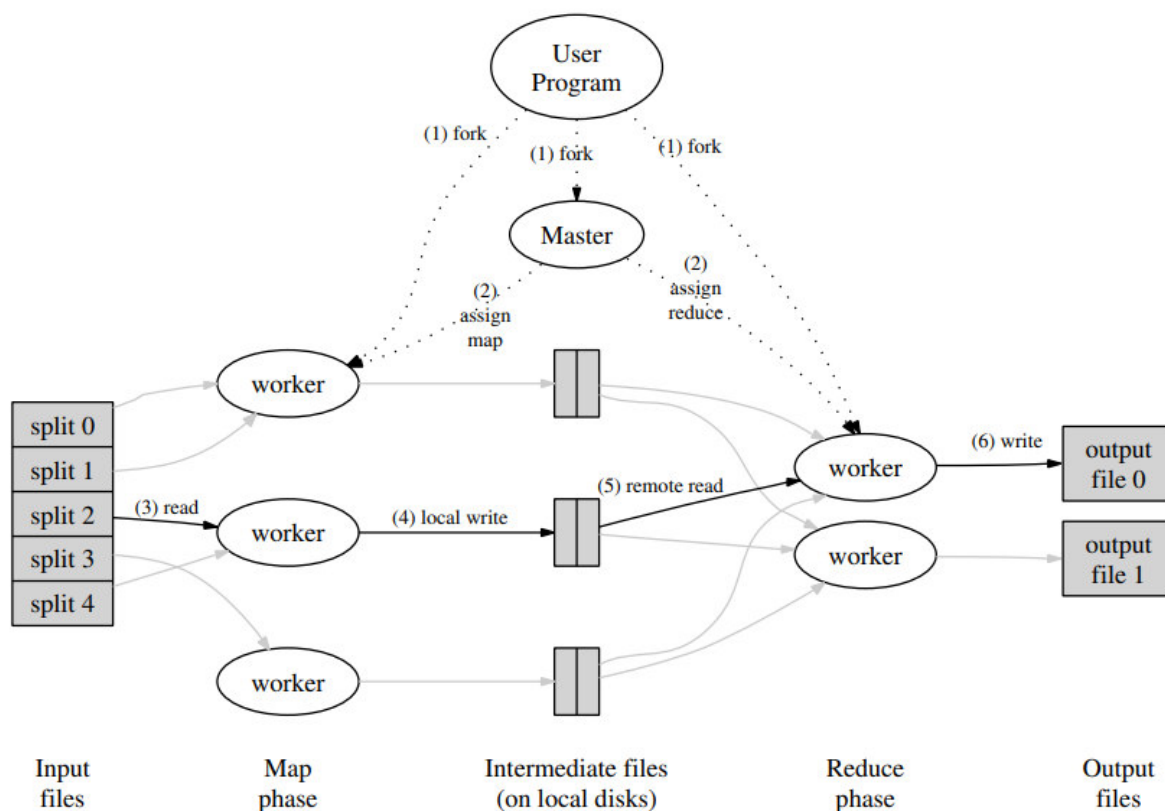 User
Program
(1) fork
(1) fork
(1) fork
Master
(2)
assign
map
(2)
assign
reduce
worker
split 0
split 1
split 2
split 3
split 4
(3) read
worker
(4) local write
(5) remote read
worker
(6) write
output
file 0
worker
output
file 1
worker
Input
files
Map
phase
Intermediate files
(on local disks)
Reduce
phase
Output
files